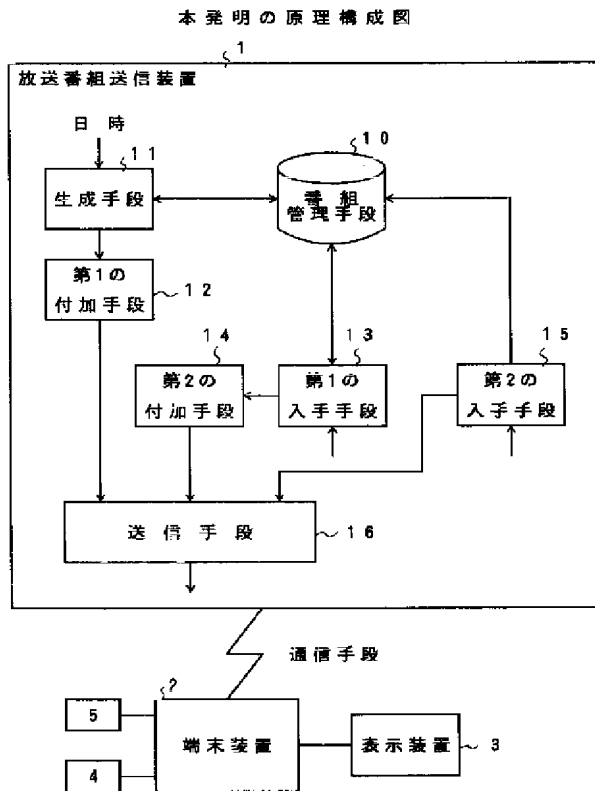 本発明の原理構成図
1
放送番組送信装置
日時
11
10
生成手段
番組
管理手段
第1の
付加手段
12
14
13
15
第2の
付加手段
第1の
入手手段
第2の
入手手段
送信手段
16
通信手段
2
5
端末装置
表示装置
3
4